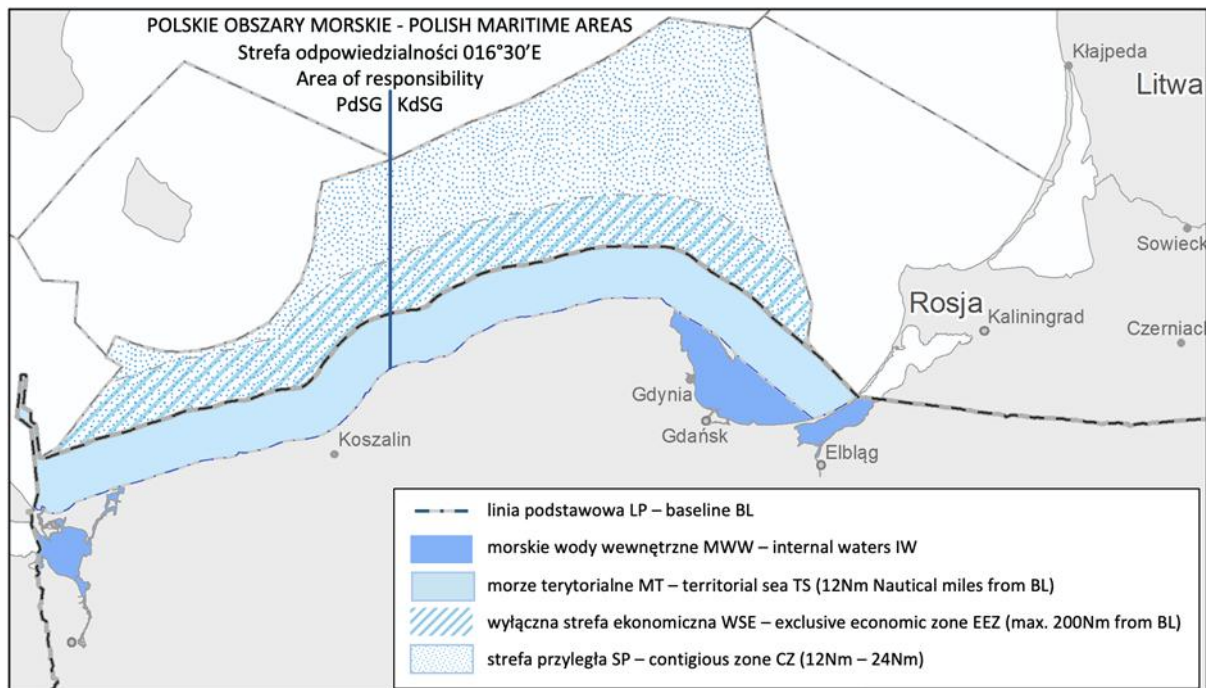 POLSKIE OBSZARY MORSKIE - POLISH MARITIME AREAS
Strefa odpowiedzialności 016°30'E
Area of responsibility
PdSG KdSG
Kłajpeda
Litwa
Sowieck
Rosja
Kaliningrad
Czerniach
Gdynia
Gdańsk
Elbląg
Koszalin
linia podstawowa LP – baseline BL
morskie wody wewnętrzne MWW – internal waters IW
morze terytorialne MT – territorial sea TS (12Nm Nautical miles from BL)
wyłączna strefa ekonomiczna WSE – exclusive economic zone EEZ (max. 200Nm from BL)
strefa przyległa SP – contigious zone CZ (12Nm – 24Nm)